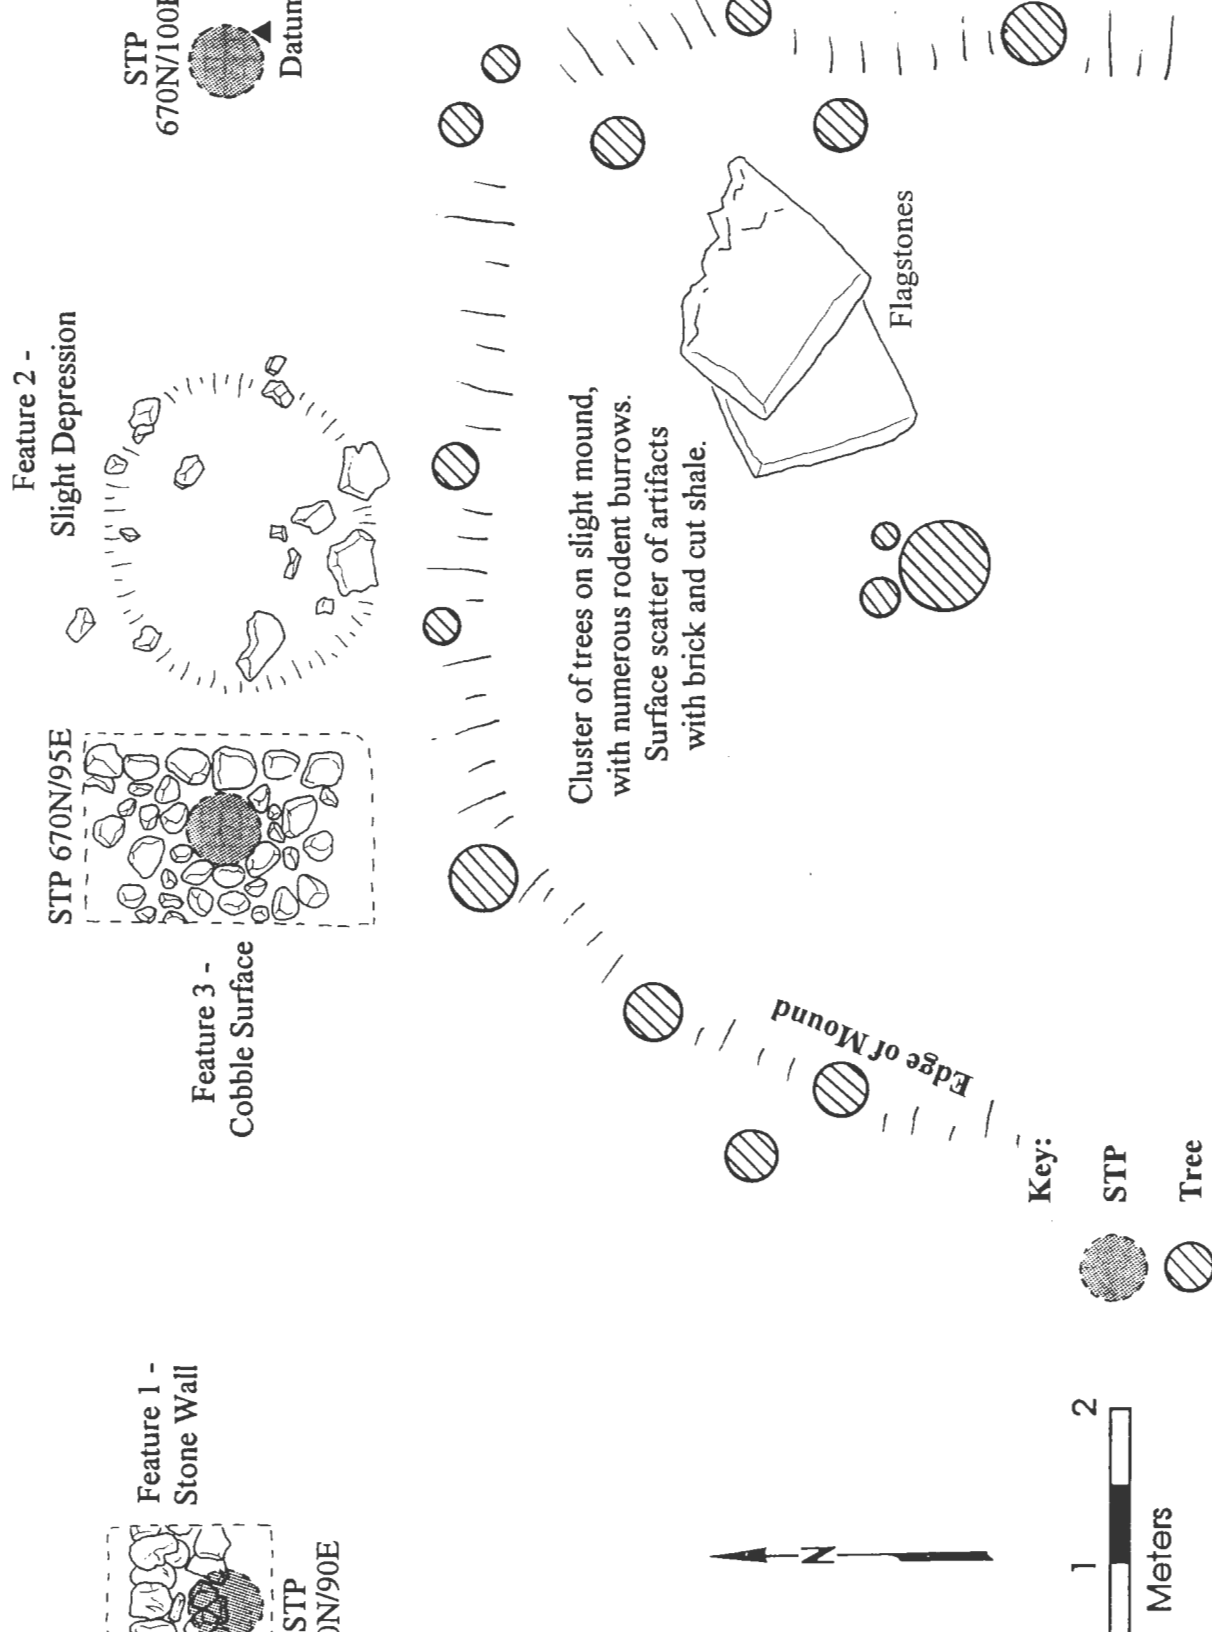 STP
670N/100E
Datum
Feature 2 -
Slight Depression
STP 670N/95E
Feature 3 -
Cobble Surface
Feature 1 -
Stone Wall
STP
0N/90E
Cluster of trees on slight mound,
with numerous rodent burrows.
Surface scatter of artifacts
with brick and cut shale.
Flagstones
Edge of Mound
Key:
STP
Tree
N
1
2
Meters